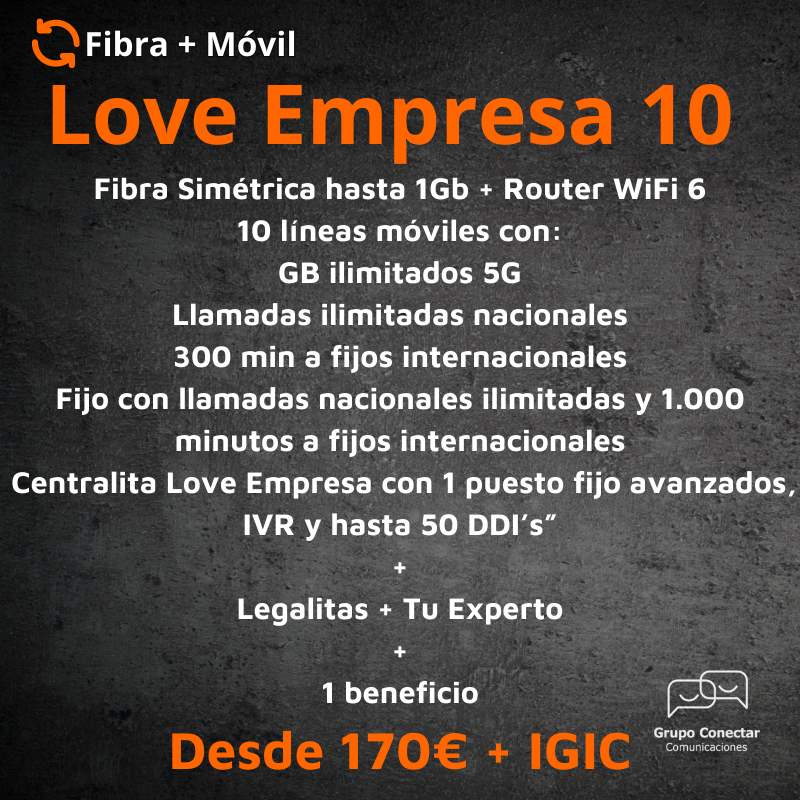 Fibra + Móvil
Love Empresa 10
Fibra Simétrica hasta 1Gb + Router WiFi 6
10 líneas móviles con:
GB ilimitados 5G
Llamadas ilimitadas nacionales
300 min a fijos internacionales
Fijo con llamadas nacionales ilimitadas y 1.000
minutos a fijos internacionales
Centralita Love Empresa con 1 puesto fijo avanzados,
IVR y hasta 50 DDI’s”
+
Legalitas + Tu Experto
+
1 beneficio
Desde 170€ + IGIC
Grupo Conectar
Comunicaciones